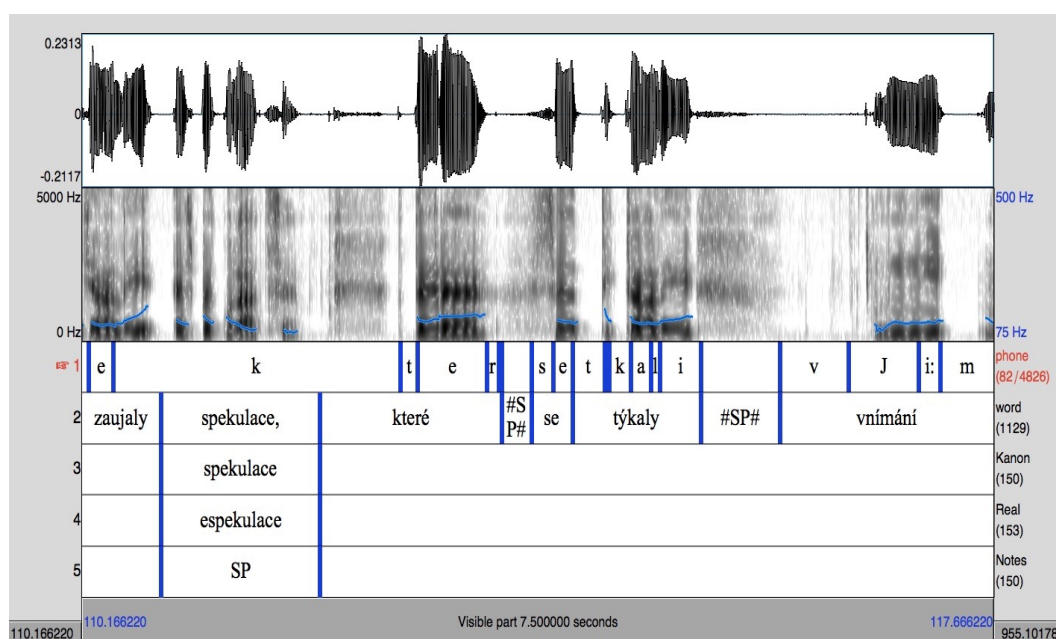 0.2313
0
-0.2117
5000 Hz
0 Hz
500 Hz
75 Hz
1 e k t e r s e t k a l i v J i: m phone
(82/4826)
2 zaujaly spekulace, které #S
P# se týkaly #SP# vnímání word
(1129)
3 spekulace Kanon
(150)
4 espekulace Real
(153)
5 SP Notes
(150)
110.166220 Visible part 7.500000 seconds 117.666220
110.166220 955.10178